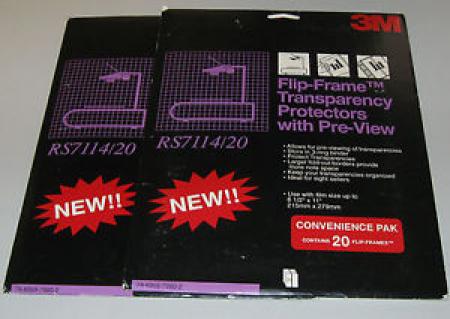 RS7114/20
NEW!!
3M
Flip-Frame™
Transparency
Protectors
with Pre-View
RS7114/20
• Allows for pre-viewing of transparencies
• Store in 3-ring binder
• Protect Transparencies
• Larger fold-out borders provide
more note space
• Keep your transparencies organized
• Ideal for sight sellers
NEW!!
• Use with film size up to
8 1/2" x 11"
215mm x 279mm
CONVENIENCE PAK
CONTAINS 20 FLIP-FRAMES™